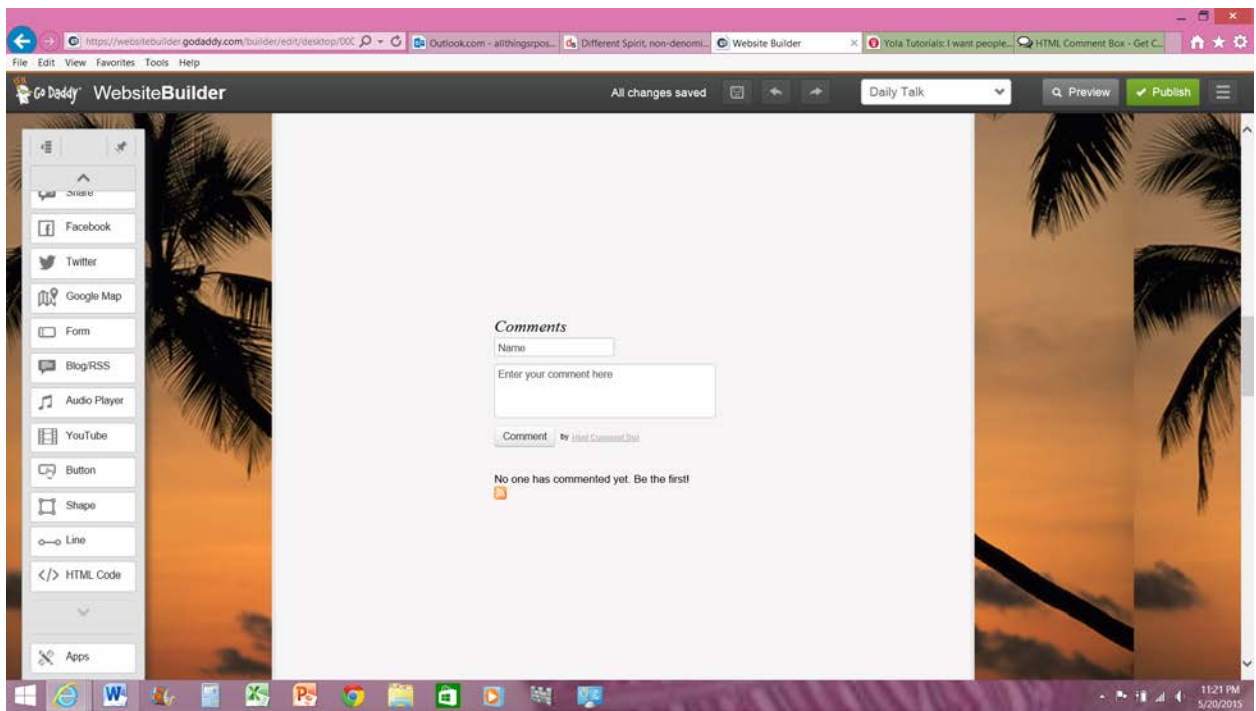 https://websitebuilder.godaddy.com/builder/edit/desktop/00C
Outlook.com - allthingsrpos...
Different Spirit, non-denomi...
Website Builder
Yola Tutorials: I want people...
HTML Comment Box - Get C...
File Edit View Favorites Tools Help
Go Daddy WebsiteBuilder
All changes saved
Daily Talk
Preview
Publish
Share
Facebook
Twitter
Google Map
Form
Blog/RSS
Audio Player
YouTube
Button
Shape
Line
</> HTML Code
Apps
Comments
Name
Enter your comment here
Comment by Html Comment Box
No one has commented yet. Be the first!
11:21 PM
5/20/2015